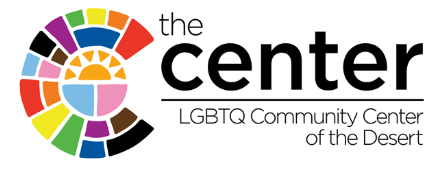 the
center
LGBTQ Community Center
of the Desert